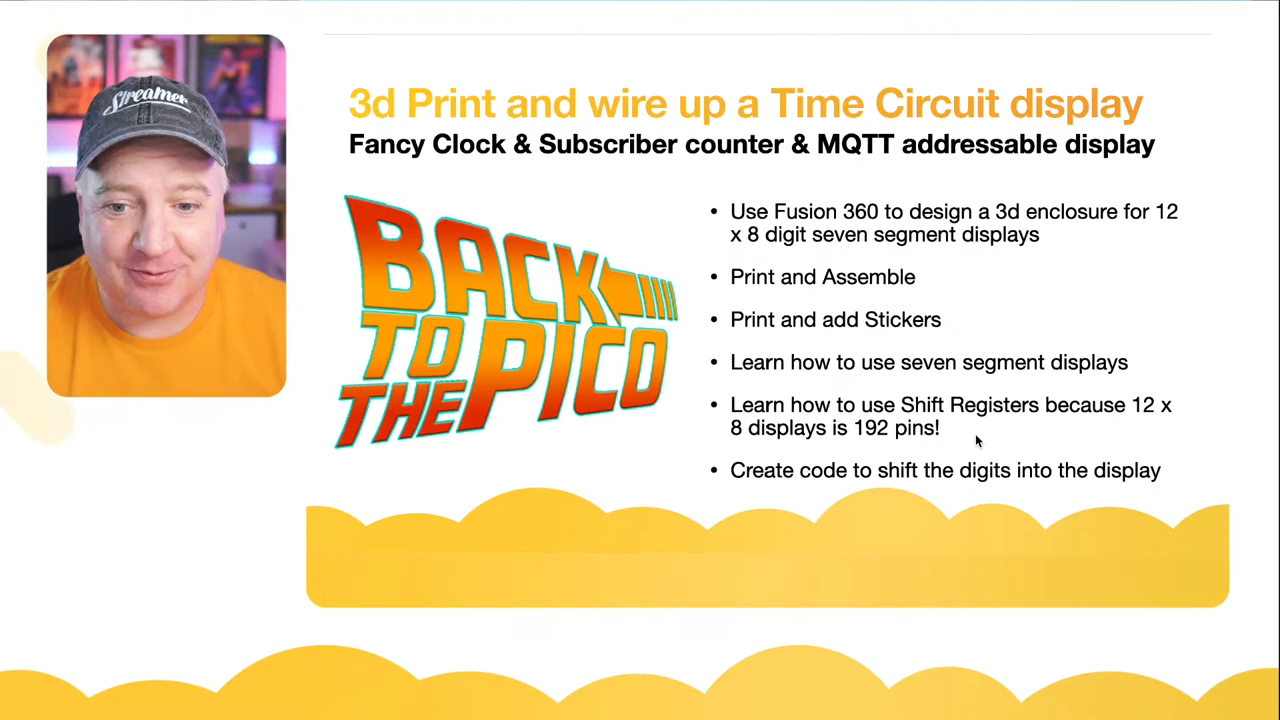 Streamer
3d Print and wire up a Time Circuit display
Fancy Clock & Subscriber counter & MQTT addressable display
BACK
TO
THE PICO
• Use Fusion 360 to design a 3d enclosure for 12
x 8 digit seven segment displays
• Print and Assemble
• Print and add Stickers
• Learn how to use seven segment displays
• Learn how to use Shift Registers because 12 x
8 displays is 192 pins!
• Create code to shift the digits into the display